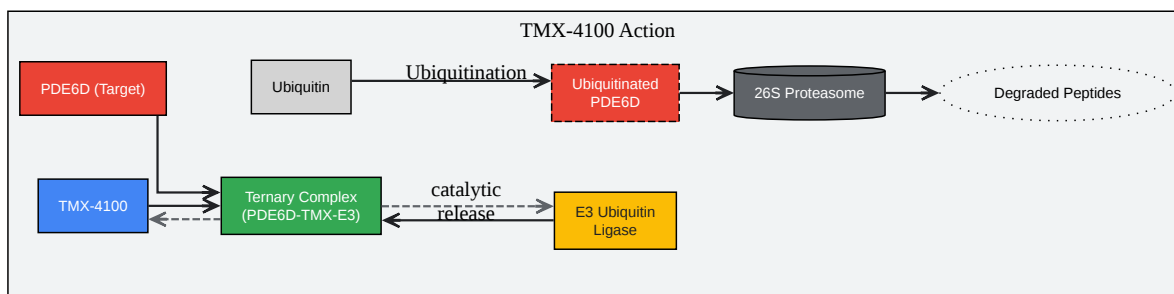 TMX-4100 Action
PDE6D (Target)
Ubiquitin
Ubiquitination
Ubiquitinated
PDE6D
26S Proteasome
Degraded Peptides
TMX-4100
Ternary Complex
(PDE6D-TMX-E3)
catalytic
release
E3 Ubiquitin
Ligase